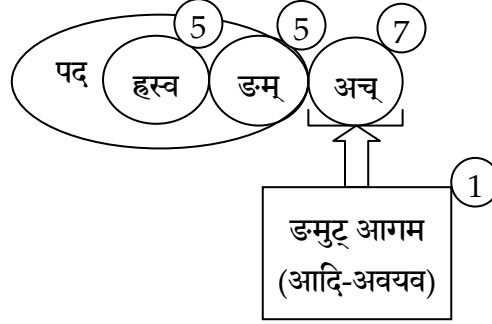 5 5 7
पद ह्रस्व ङम् अच्
1
ङमुट् आगम
(आदि-अवयव)